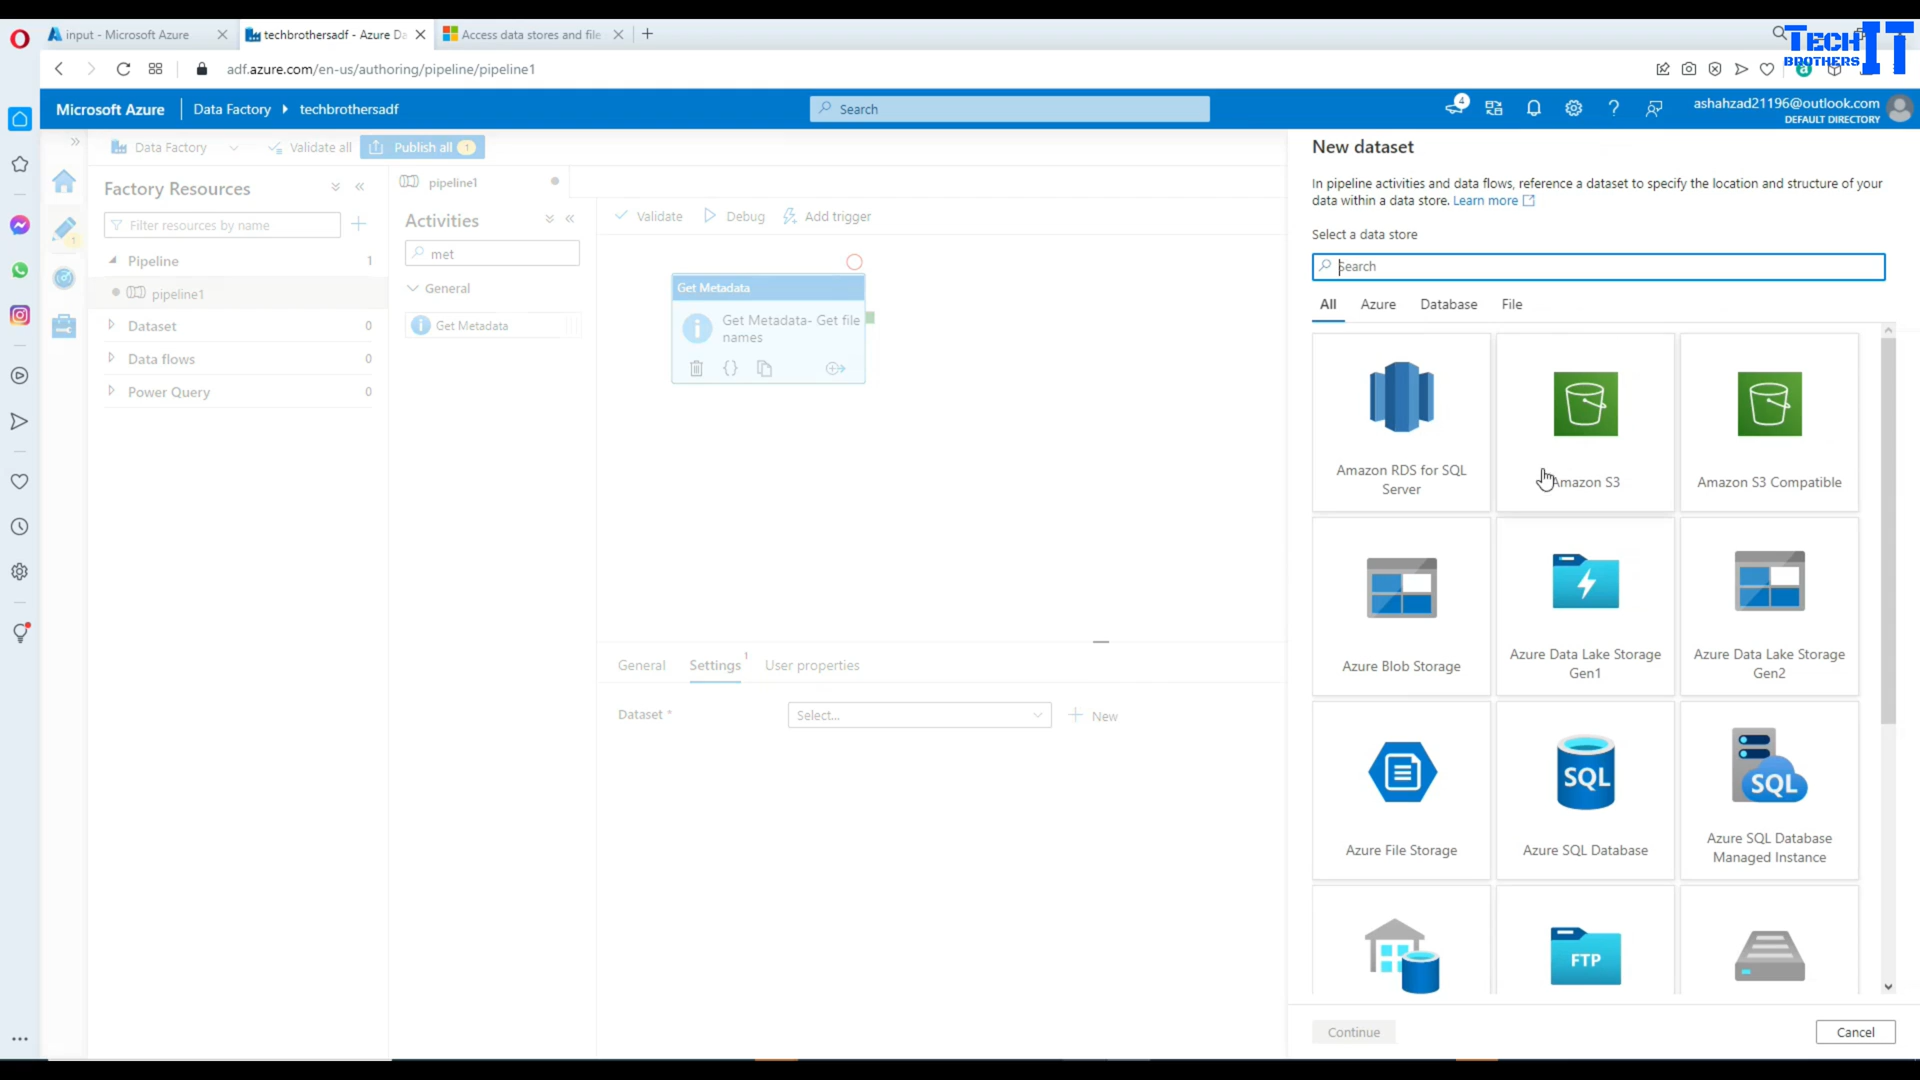 input - Microsoft Azure
techbrothersadf - Azure Da
Access data stores and file
TECH BROTHERS IT
adf.azure.com/en-us/authoring/pipeline/pipeline1
Microsoft Azure
Data Factory
techbrothersadf
Search
4
ashahzad21196@outlook.com
DEFAULT DIRECTORY
Data Factory
Validate all
Publish all
1
New dataset
In pipeline activities and data flows, reference a dataset to specify the location and structure of your
data within a data store. Learn more
Select a data store
Search
All
Azure
Database
File
Factory Resources
Filter resources by name
Pipeline
1
pipeline1
Dataset
0
Data flows
0
Power Query
0
1
pipeline1
Activities
met
General
Get Metadata
Validate
Debug
Add trigger
Get Metadata
Get Metadata- Get file
names
General
Settings
1
User properties
Dataset *
Select...
New
Amazon RDS for SQL
Server
Amazon S3
Amazon S3 Compatible
Azure Blob Storage
Azure Data Lake Storage
Gen1
Azure Data Lake Storage
Gen2
Azure File Storage
SQL
Azure SQL Database
SQL
Azure SQL Database
Managed Instance
FTP
Continue
Cancel